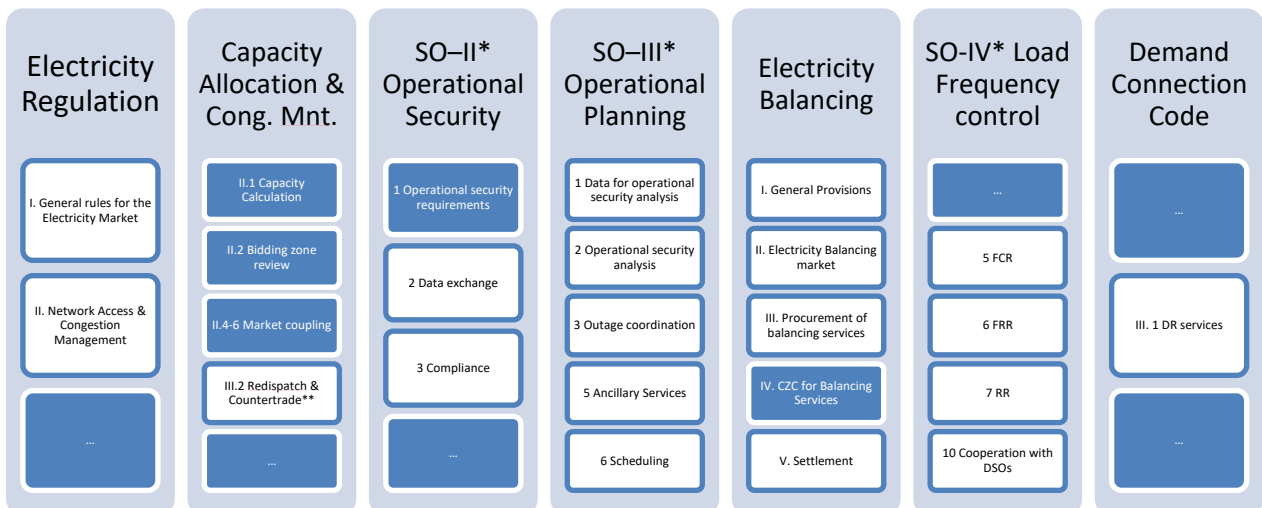 Electricity
Regulation
I. General rules for the
Electricity Market
II. Network Access &
Congestion
Management
...
Capacity
Allocation &
Cong. Mnt.
II.1 Capacity
Calculation
II.2 Bidding zone
review
II.4-6 Market coupling
III.2 Redispatch &
Countertrade**
...
SO–II*
Operational
Security
1 Operational security
requirements
2 Data exchange
3 Compliance
...
SO–III*
Operational
Planning
1 Data for operational
security analysis
2 Operational security
analysis
3 Outage coordination
5 Ancillary Services
6 Scheduling
Electricity
Balancing
I. General Provisions
II. Electricity Balancing
market
III. Procurement of
balancing services
IV. CZC for Balancing
Services
V. Settlement
SO-IV* Load
Frequency
control
...
5 FCR
6 FRR
7 RR
10 Cooperation with
DSOs
Demand
Connection
Code
...
III. 1 DR services
...